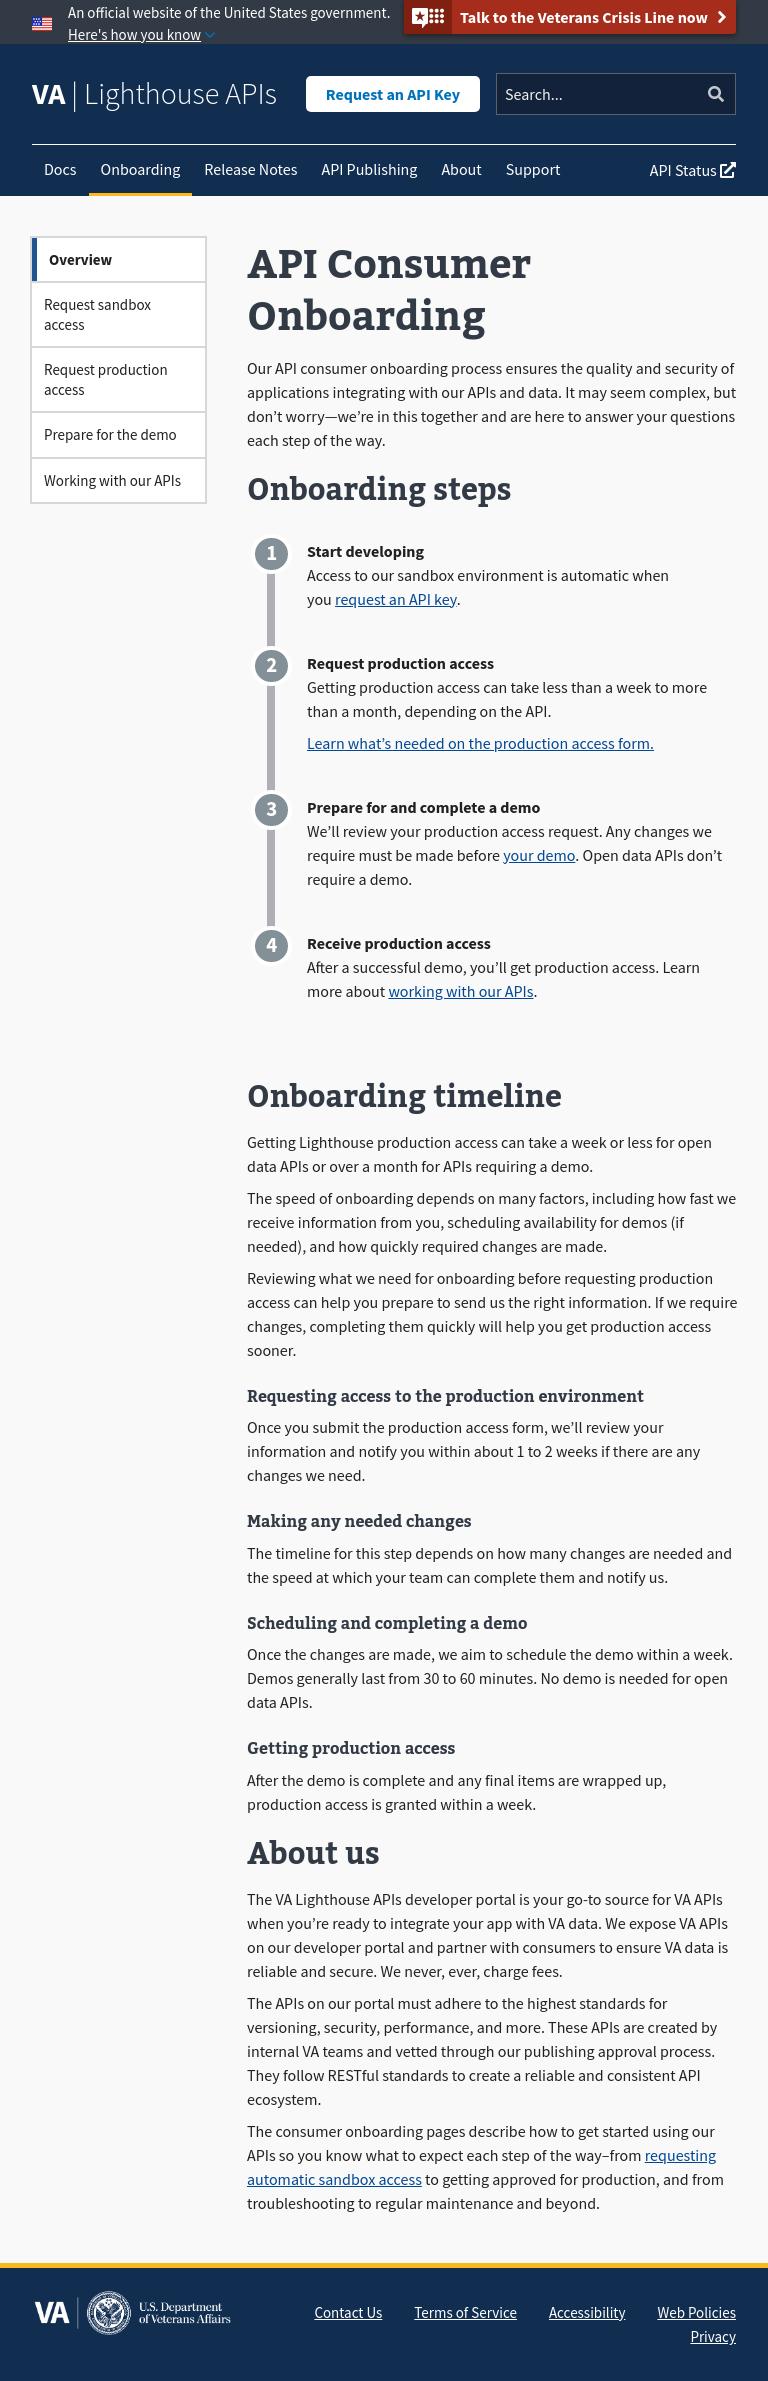 An official website of the United States government.
Here's how you know
Talk to the Veterans Crisis Line now
VA | Lighthouse APIs
Request an API Key
Search...
Docs
Onboarding
Release Notes
API Publishing
About
Support
API Status
Overview
Request sandbox
access
Request production
access
Prepare for the demo
Working with our APIs
API Consumer
Onboarding
Our API consumer onboarding process ensures the quality and security of
applications integrating with our APIs and data. It may seem complex, but
don’t worry—we’re in this together and are here to answer your questions
each step of the way.
Onboarding steps
1
Start developing
Access to our sandbox environment is automatic when
you request an API key.
2
Request production access
Getting production access can take less than a week to more
than a month, depending on the API.
Learn what’s needed on the production access form.
3
Prepare for and complete a demo
We’ll review your production access request. Any changes we
require must be made before your demo. Open data APIs don’t
require a demo.
4
Receive production access
After a successful demo, you’ll get production access. Learn
more about working with our APIs.
Onboarding timeline
Getting Lighthouse production access can take a week or less for open
data APIs or over a month for APIs requiring a demo.
The speed of onboarding depends on many factors, including how fast we
receive information from you, scheduling availability for demos (if
needed), and how quickly required changes are made.
Reviewing what we need for onboarding before requesting production
access can help you prepare to send us the right information. If we require
changes, completing them quickly will help you get production access
sooner.
Requesting access to the production environment
Once you submit the production access form, we’ll review your
information and notify you within about 1 to 2 weeks if there are any
changes we need.
Making any needed changes
The timeline for this step depends on how many changes are needed and
the speed at which your team can complete them and notify us.
Scheduling and completing a demo
Once the changes are made, we aim to schedule the demo within a week.
Demos generally last from 30 to 60 minutes. No demo is needed for open
data APIs.
Getting production access
After the demo is complete and any final items are wrapped up,
production access is granted within a week.
About us
The VA Lighthouse APIs developer portal is your go-to source for VA APIs
when you’re ready to integrate your app with VA data. We expose VA APIs
on our developer portal and partner with consumers to ensure VA data is
reliable and secure. We never, ever, charge fees.
The APIs on our portal must adhere to the highest standards for
versioning, security, performance, and more. These APIs are created by
internal VA teams and vetted through our publishing approval process.
They follow RESTful standards to create a reliable and consistent API
ecosystem.
The consumer onboarding pages describe how to get started using our
APIs so you know what to expect each step of the way–from requesting
automatic sandbox access to getting approved for production, and from
troubleshooting to regular maintenance and beyond.
VA
U.S. Department
of Veterans Affairs
Contact Us
Terms of Service
Accessibility
Web Policies
Privacy